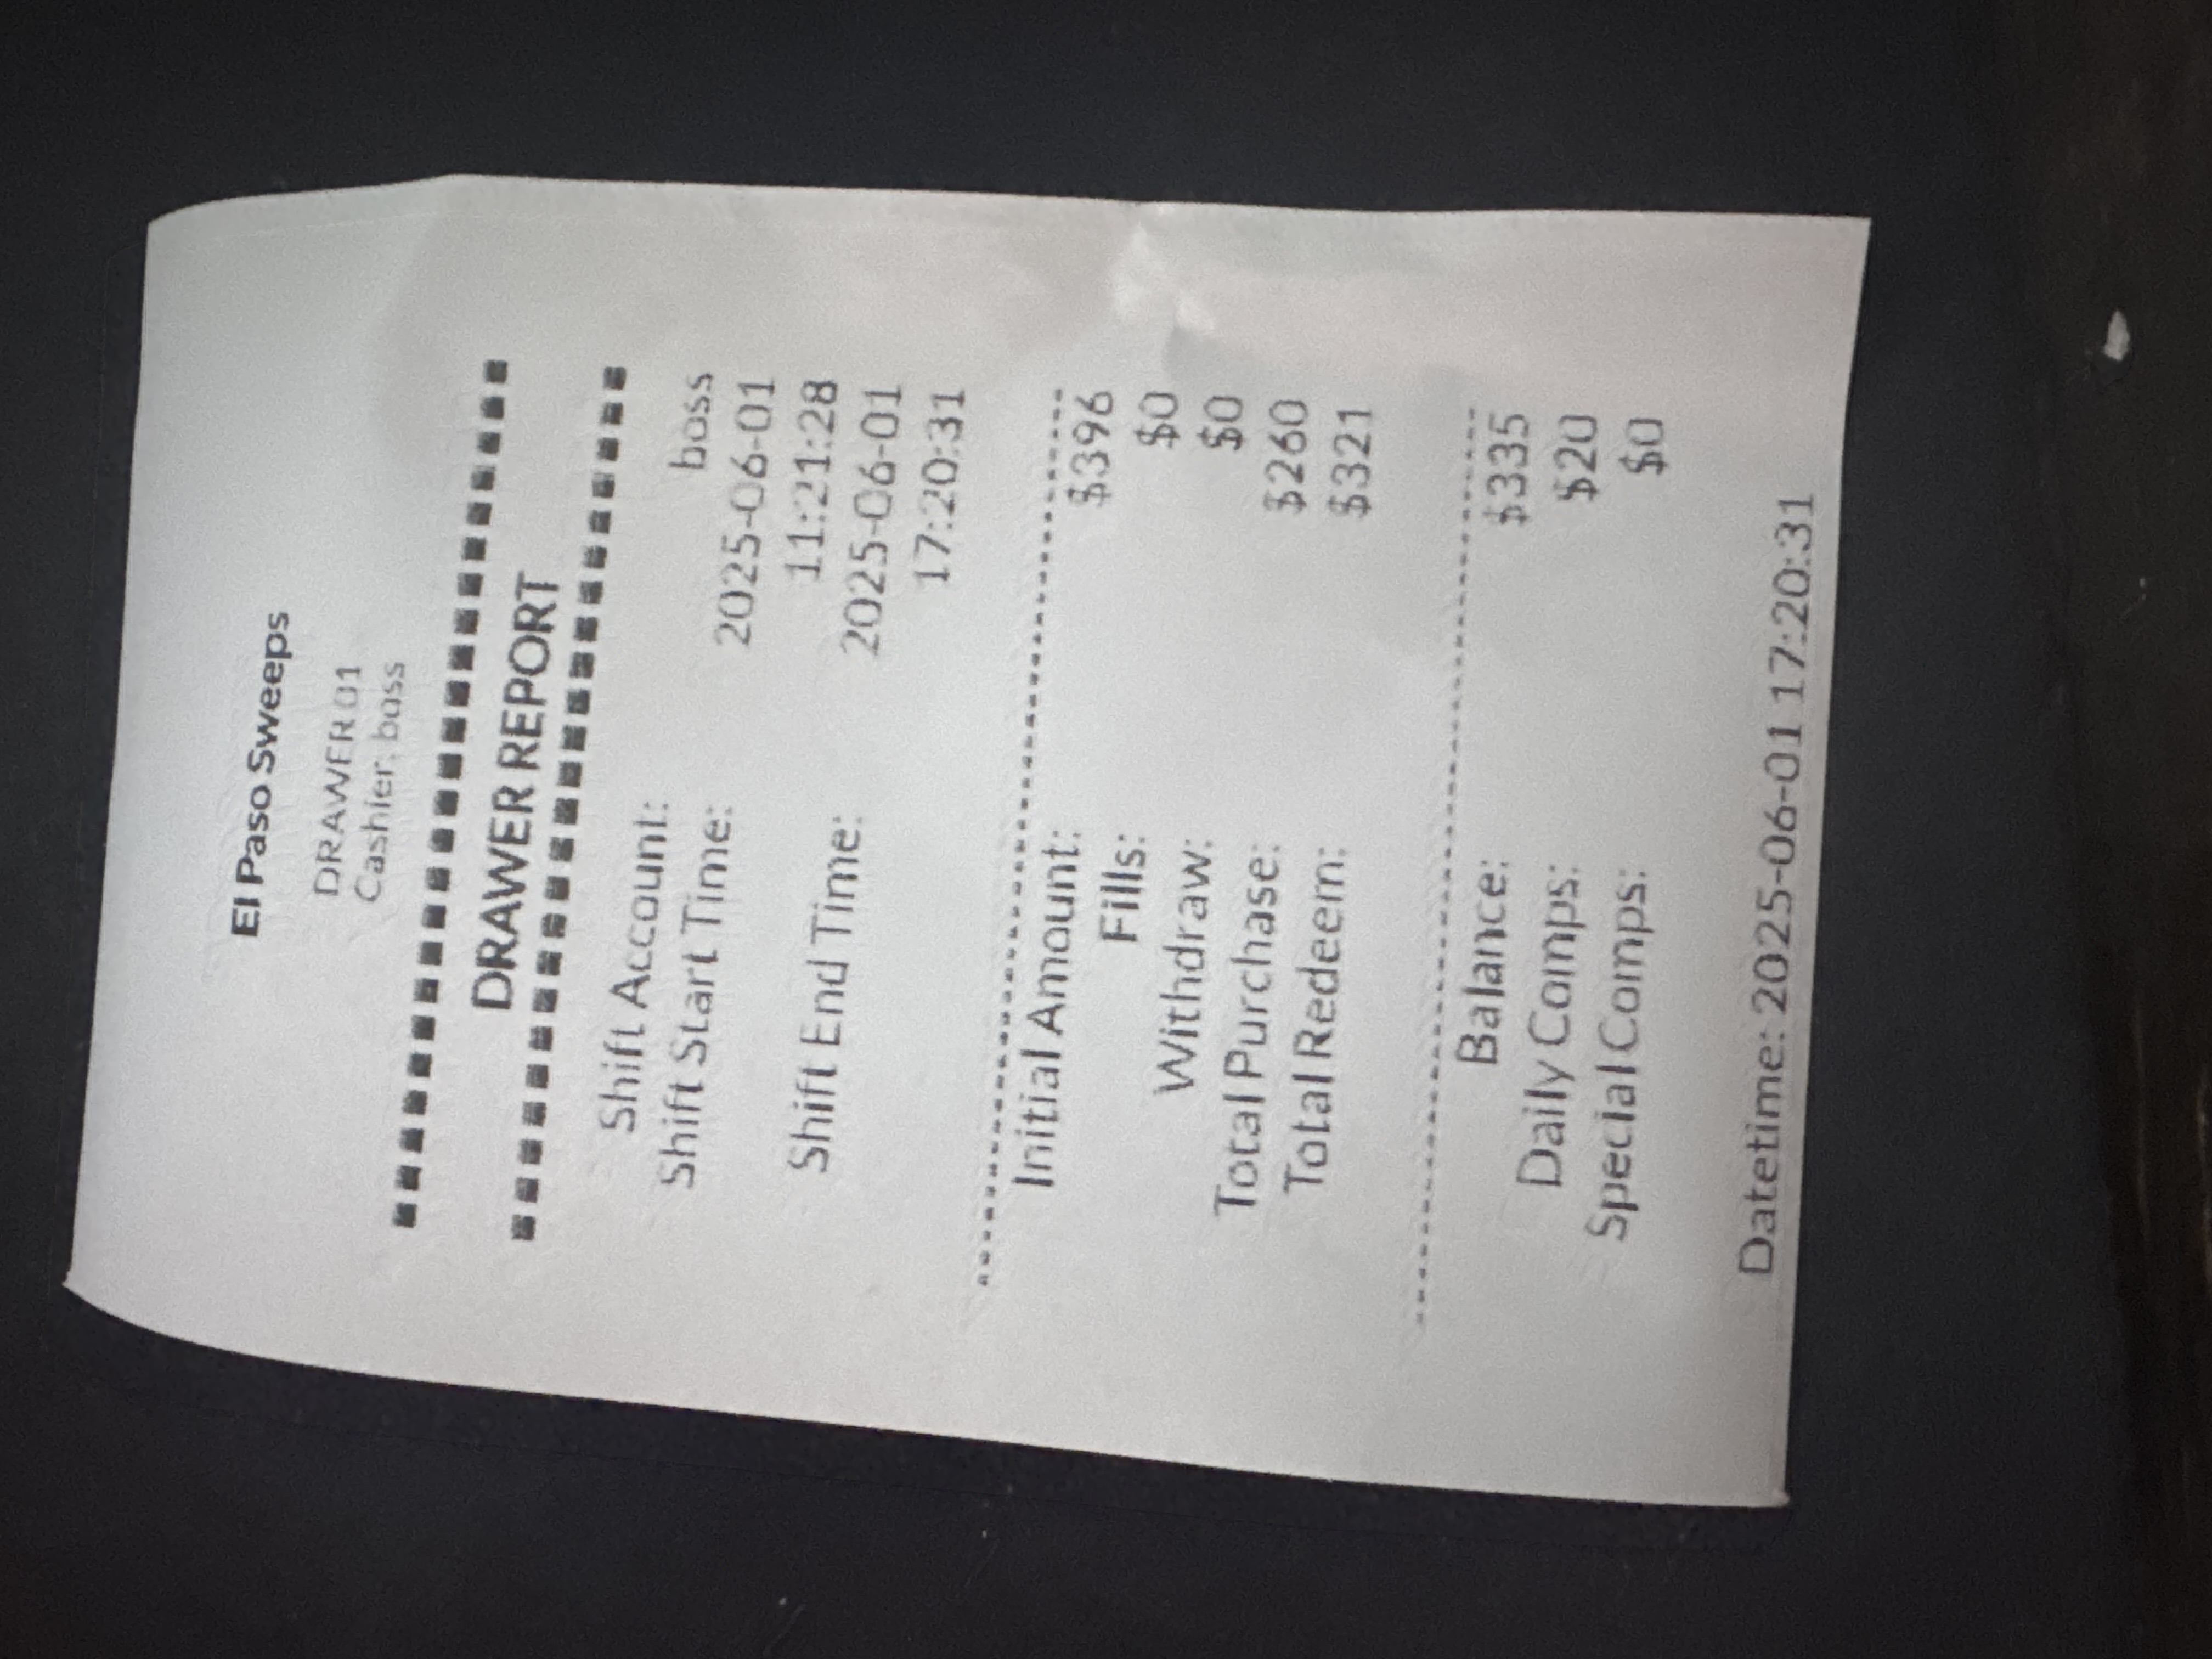 El Paso Sweeps
DRAWER 01
Cashier: boss
DRAWER REPORT
Shift Account: boss
Shift Start Time: 2025-06-01
11:21:28
Shift End Time: 2025-06-01
17:20:31
Initial Amount: $396
Fills: $0
Withdraw: $0
Total Purchase: $260
Total Redeem: $321
Balance: $335
Daily Comps: $20
Special Comps: $0
Datetime: 2025-06-01 17:20:31